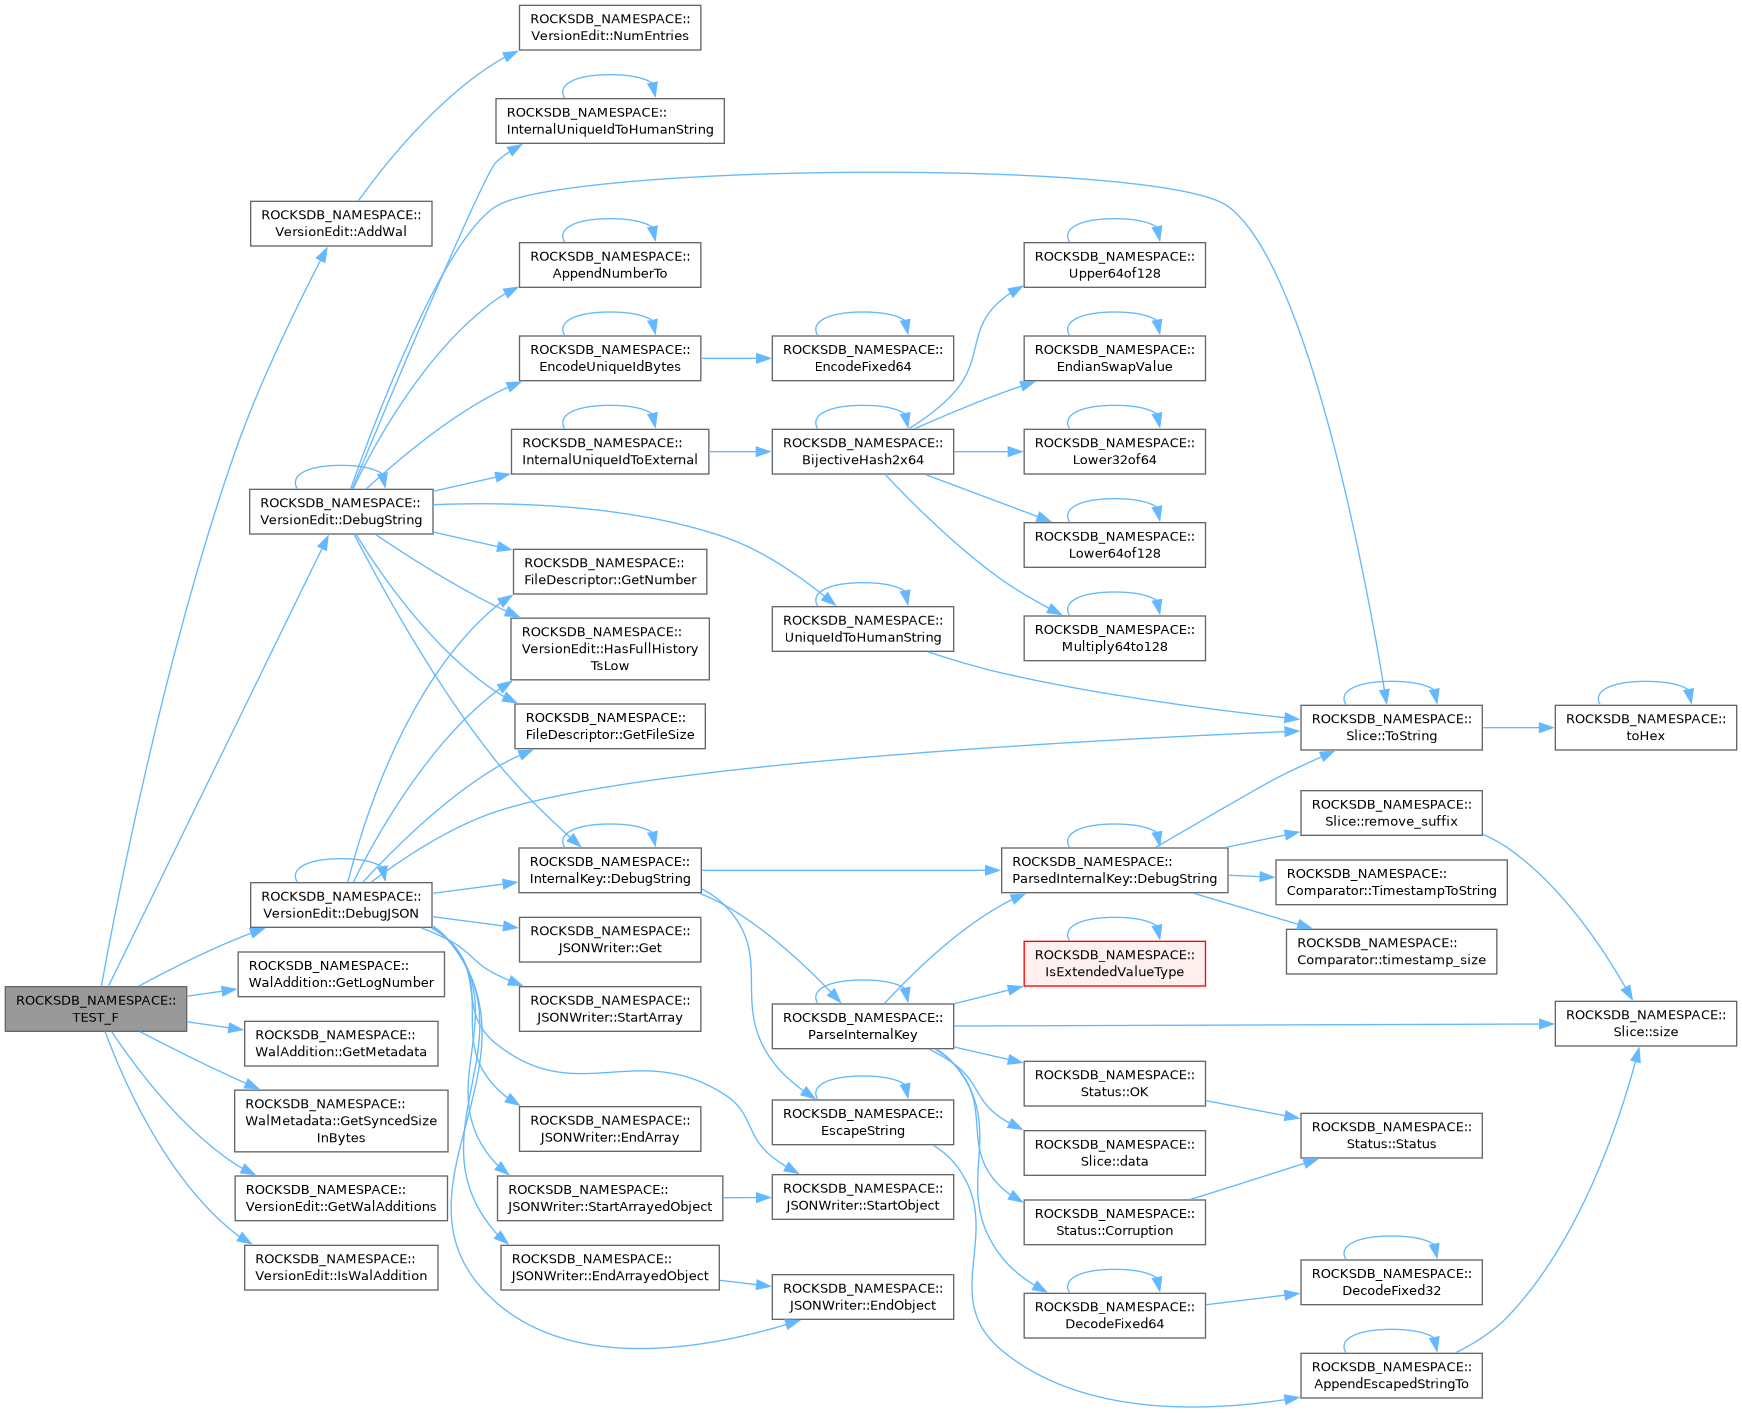 ROCKSDB_NAMESPACE::
TEST_F
ROCKSDB_NAMESPACE::
VersionEdit::AddWal
ROCKSDB_NAMESPACE::
VersionEdit::DebugString
ROCKSDB_NAMESPACE::
VersionEdit::DebugJSON
ROCKSDB_NAMESPACE::
WalAddition::GetLogNumber
ROCKSDB_NAMESPACE::
WalAddition::GetMetadata
ROCKSDB_NAMESPACE::
WalMetadata::GetSyncedSize
InBytes
ROCKSDB_NAMESPACE::
VersionEdit::GetWalAdditions
ROCKSDB_NAMESPACE::
VersionEdit::IsWalAddition
ROCKSDB_NAMESPACE::
VersionEdit::NumEntries
ROCKSDB_NAMESPACE::
InternalUniqueIdToHumanString
ROCKSDB_NAMESPACE::
AppendNumberTo
ROCKSDB_NAMESPACE::
EncodeUniqueIdBytes
ROCKSDB_NAMESPACE::
InternalUniqueIdToExternal
ROCKSDB_NAMESPACE::
FileDescriptor::GetNumber
ROCKSDB_NAMESPACE::
VersionEdit::HasFullHistory
TsLow
ROCKSDB_NAMESPACE::
FileDescriptor::GetFileSize
ROCKSDB_NAMESPACE::
InternalKey::DebugString
ROCKSDB_NAMESPACE::
JSONWriter::Get
ROCKSDB_NAMESPACE::
JSONWriter::StartArray
ROCKSDB_NAMESPACE::
JSONWriter::EndArray
ROCKSDB_NAMESPACE::
JSONWriter::StartArrayedObject
ROCKSDB_NAMESPACE::
JSONWriter::EndArrayedObject
ROCKSDB_NAMESPACE::
EncodeFixed64
ROCKSDB_NAMESPACE::
BijectiveHash2x64
ROCKSDB_NAMESPACE::
UniqueIdToHumanString
ROCKSDB_NAMESPACE::
ParseInternalKey
ROCKSDB_NAMESPACE::
EscapeString
ROCKSDB_NAMESPACE::
JSONWriter::StartObject
ROCKSDB_NAMESPACE::
JSONWriter::EndObject
ROCKSDB_NAMESPACE::
Upper64of128
ROCKSDB_NAMESPACE::
EndianSwapValue
ROCKSDB_NAMESPACE::
Lower32of64
ROCKSDB_NAMESPACE::
Lower64of128
ROCKSDB_NAMESPACE::
Multiply64to128
ROCKSDB_NAMESPACE::
ParsedInternalKey::DebugString
ROCKSDB_NAMESPACE::
IsExtendedValueType
ROCKSDB_NAMESPACE::
Status::OK
ROCKSDB_NAMESPACE::
Slice::data
ROCKSDB_NAMESPACE::
Status::Corruption
ROCKSDB_NAMESPACE::
DecodeFixed64
ROCKSDB_NAMESPACE::
Slice::ToString
ROCKSDB_NAMESPACE::
Slice::remove_suffix
ROCKSDB_NAMESPACE::
Comparator::TimestampToString
ROCKSDB_NAMESPACE::
Comparator::timestamp_size
ROCKSDB_NAMESPACE::
Status::Status
ROCKSDB_NAMESPACE::
DecodeFixed32
ROCKSDB_NAMESPACE::
AppendEscapedStringTo
ROCKSDB_NAMESPACE::
toHex
ROCKSDB_NAMESPACE::
Slice::size